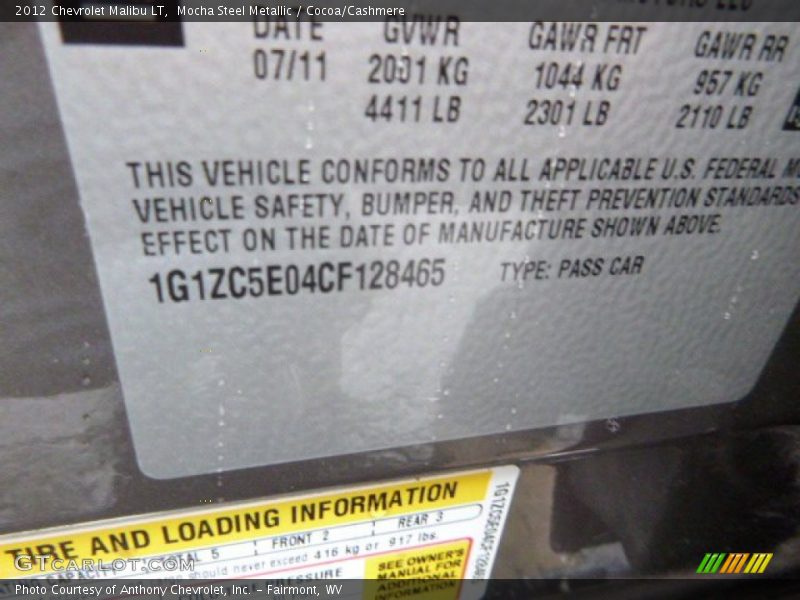 2012 Chevrolet Malibu LT, Mocha Steel Metallic / Cocoa/Cashmere
DATE GVWR GAWR FRT GAWR RR
07/11 2001 KG 1044 KG 957 KG
4411 LB 2301 LB 2110 LB
THIS VEHICLE CONFORMS TO ALL APPLICABLE U.S. FEDERAL
VEHICLE SAFETY, BUMPER, AND THEFT PREVENTION STANDARDS
EFFECT ON THE DATE OF MANUFACTURE SHOWN ABOVE.
1G1ZC5E04CF128465 TYPE: PASS CAR
TIRE AND LOADING INFORMATION
TOTAL 5 FRONT 2 REAR 3
should never exceed 416 kg or 917 lbs.
SEE OWNER'S
MANUAL FOR
ADDITIONAL
INFORMATION
GTCARLOT.COM
Photo Courtesy of Anthony Chevrolet, Inc. – Fairmont, WV